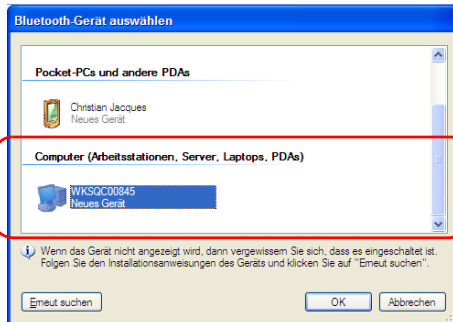 Bluetooth-Gerät auswählen
Pocket-PCs und andere PDAs
Christian Jacques
Neues Gerät
Computer (Arbeitsstationen, Server, Laptops, PDAs)
WKSQC00845
Neues Gerät
Wenn das Gerät nicht angezeigt wird, dann vergewissern Sie sich, dass es eingeschaltet ist.
Folgen Sie den Installationsanweisungen des Geräts und klicken Sie auf "Erneut suchen".
Erneut suchen
OK
Abbrechen